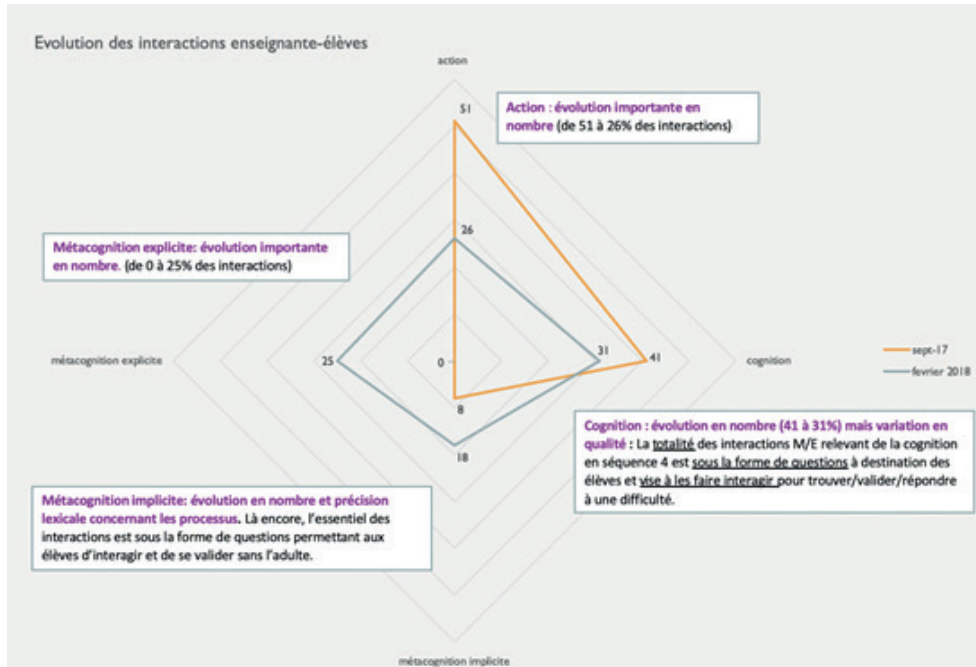 Evolution des interactions enseignante-élèves
action
51
Action : évolution importante en
nombre (de 51 à 26% des interactions)
26
Métacognition explicite: évolution importante
en nombre. (de 0 à 25% des interactions)
métacognition explicite
25
0
31
41
cognition
sept-17
fevrier 2018
8
18
Cognition : évolution en nombre (41 à 31%) mais variation en
qualité : La totalité des interactions M/E relevant de la cognition
en séquence 4 est sous la forme de questions à destination des
élèves et vise à les faire interagir pour trouver/valider/répondre
à une difficulté.
Métacognition implicite: évolution en nombre et précision
lexicale concernant les processus. Là encore, l'essentiel des
interactions est sous la forme de questions permettant aux
élèves d'interagir et de se valider sans l'adulte.
métacognition implicite